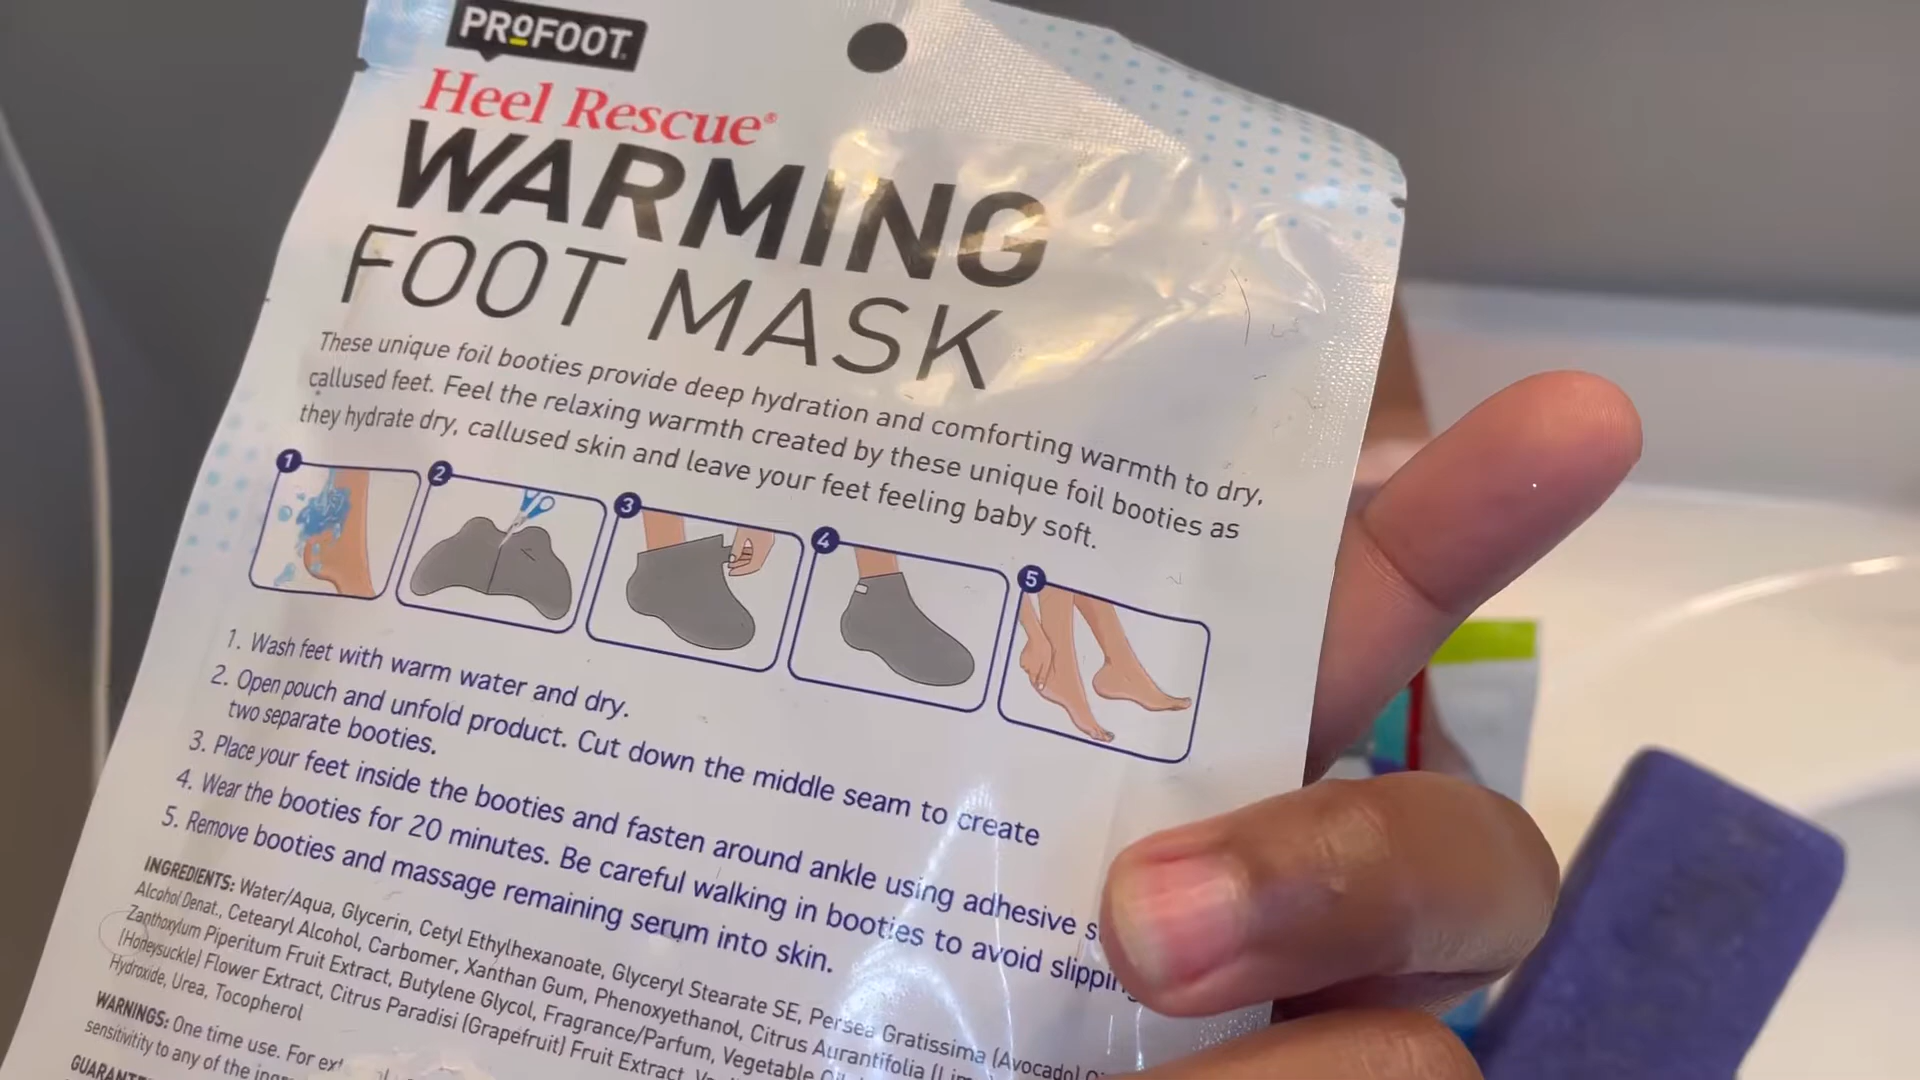 PROFOOT
Heel Rescue®
WARMING
FOOT MASK
These unique foil booties provide deep hydration and comforting warmth to dry,
callused feet. Feel the relaxing warmth created by these unique foil booties as
they hydrate dry, callused skin and leave your feet feeling baby soft.
1 2 3 4 5
1. Wash feet with warm water and dry.
2. Open pouch and unfold product. Cut down the middle seam to create
two separate booties.
3. Place your feet inside the booties and fasten around ankle using adhesive
4. Wear the booties for 20 minutes. Be careful walking in booties to avoid
5. Remove booties and massage remaining serum into skin.
INGREDIENTS: Water/Aqua, Glycerin, Cetyl Ethylhexanoate, Glyceryl Stearate SE, Persea Gratissima (Avocado)
Alcohol Denat., Cetearyl Alcohol, Carbomer, Xanthan Gum, Phenoxyethanol, Citrus Aurantifolia
Zanthoxylum Piperitum Fruit Extract, Butylene Glycol, Fragrance/Parfum, Vegetable
(Honeysuckle) Flower Extract, Citrus Paradisi (Grapefruit) Fruit Extract,
Hydroxide, Urea, Tocopherol
WARNINGS: One time use. For
sensitivity to any of the